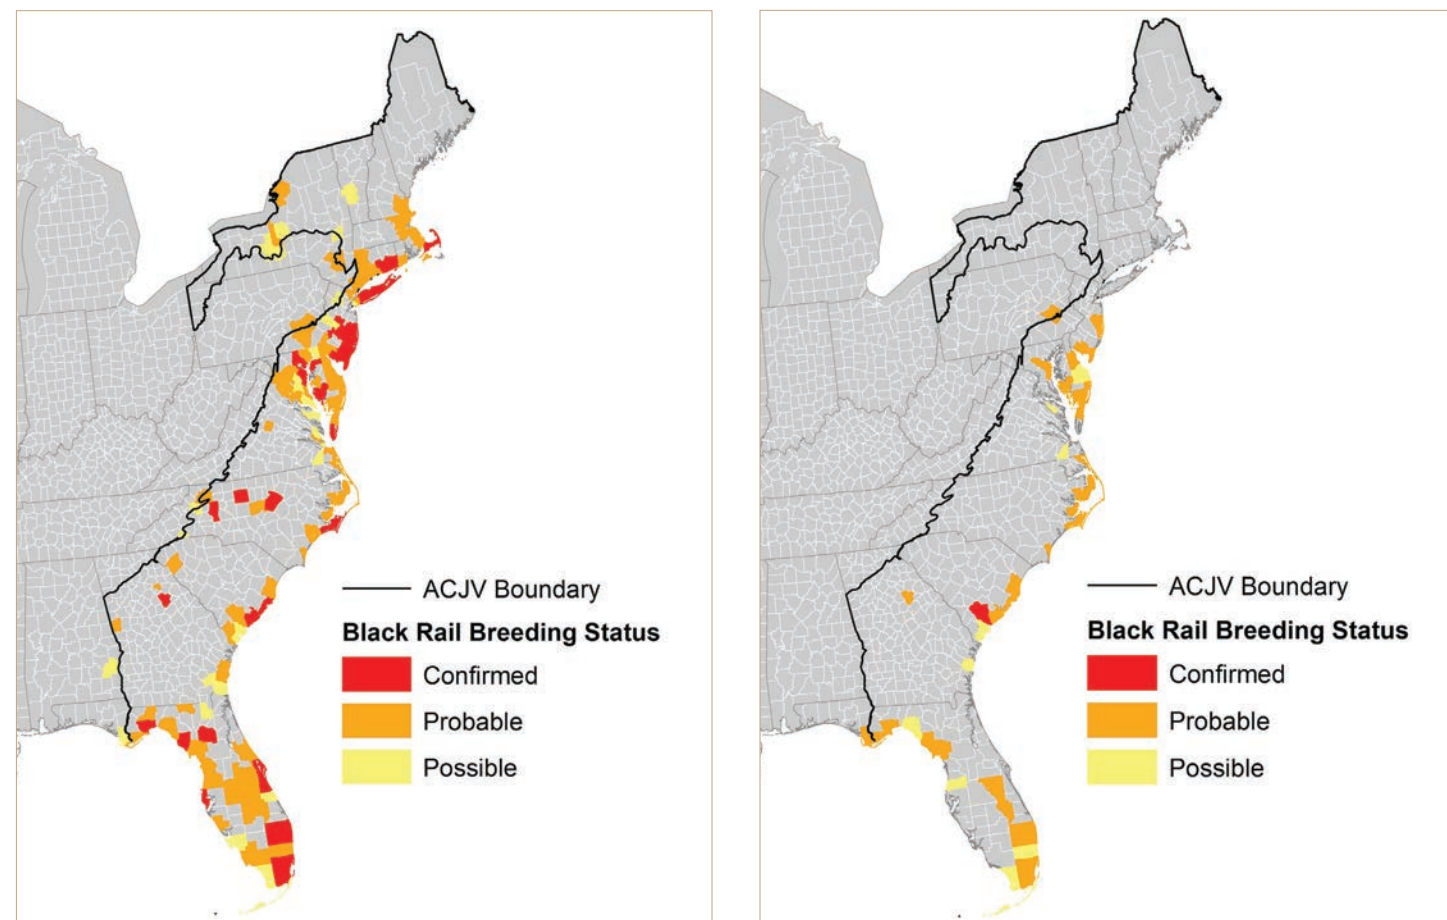 ACJV Boundary
Black Rail Breeding Status
Confirmed
Probable
Possible
ACJV Boundary
Black Rail Breeding Status
Confirmed
Probable
Possible